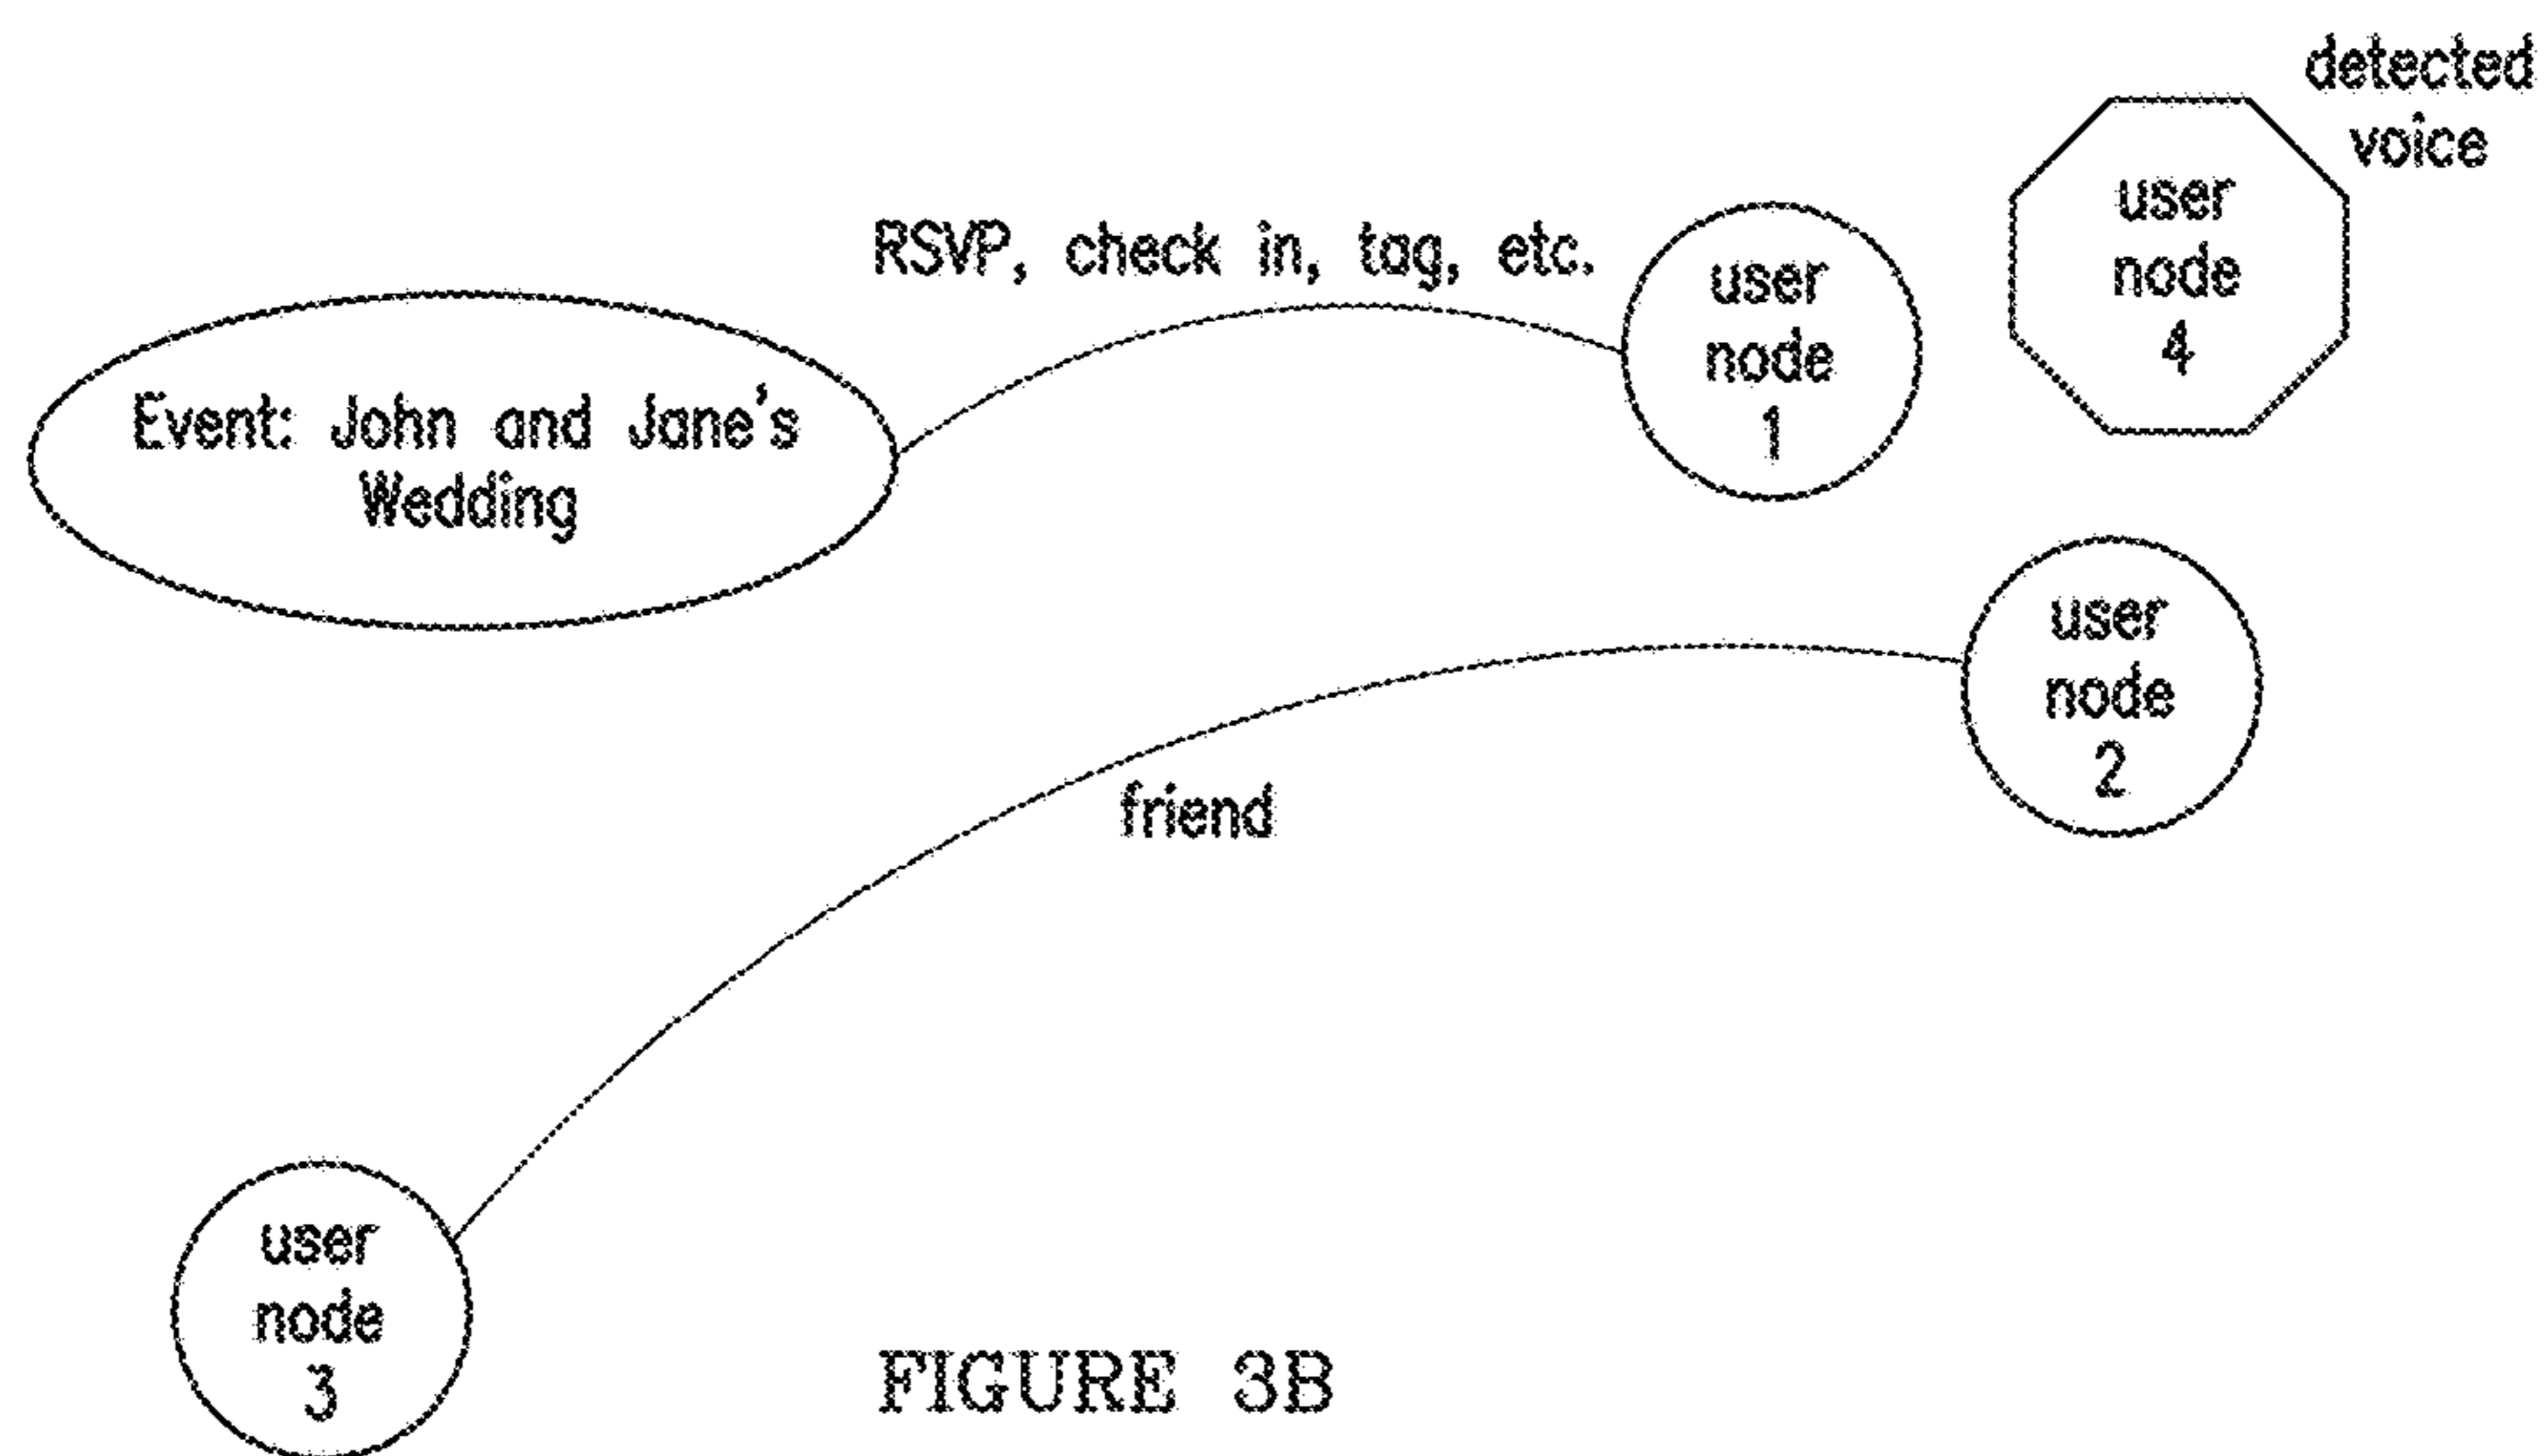 detected
voice
user
node
4
RSVP, check in, tag, etc.
user
node
1
Event: John and Jane's
Wedding
user
node
2
friend
user
node
3
FIGURE 3B